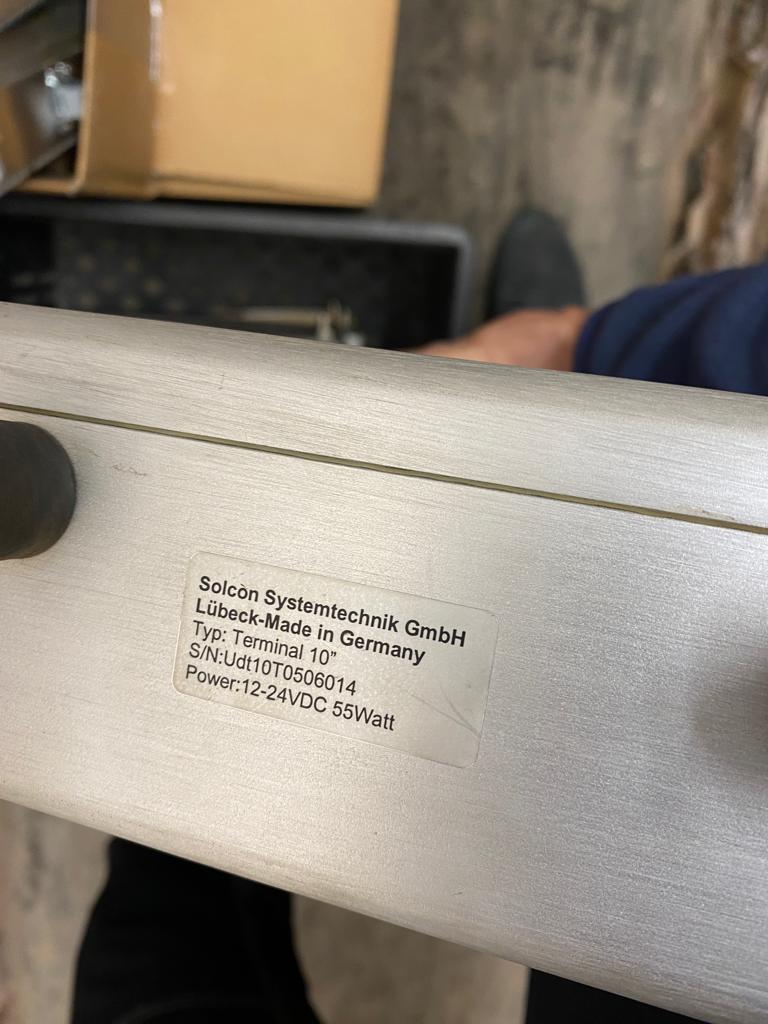 Solcòn Systemtechnik GmbH
Lübeck-Made in Germany
Typ: Terminal 10”
S/N:Udt10T0506014
Power:12-24VDC 55Watt